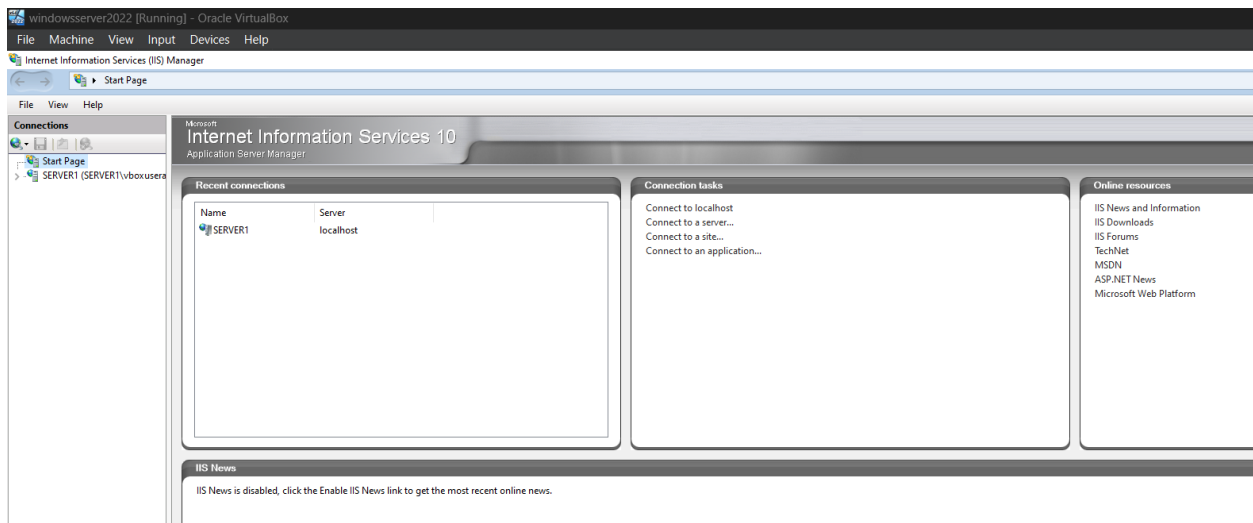 windowsserver2022 [Running] - Oracle VirtualBox
File Machine View Input Devices Help
Internet Information Services (IIS) Manager
Start Page
File View Help
Connections
Start Page
SERVER1 (SERVER1\vboxusera
Microsoft
Internet Information Services 10
Application Server Manager
Recent connections
Name Server
SERVER1 localhost
Connection tasks
Connect to localhost
Connect to a server...
Connect to a site...
Connect to an application...
Online resources
IIS News and Information
IIS Downloads
IIS Forums
TechNet
MSDN
ASP.NET News
Microsoft Web Platform
IIS News
IIS News is disabled, click the Enable IIS News link to get the most recent online news.